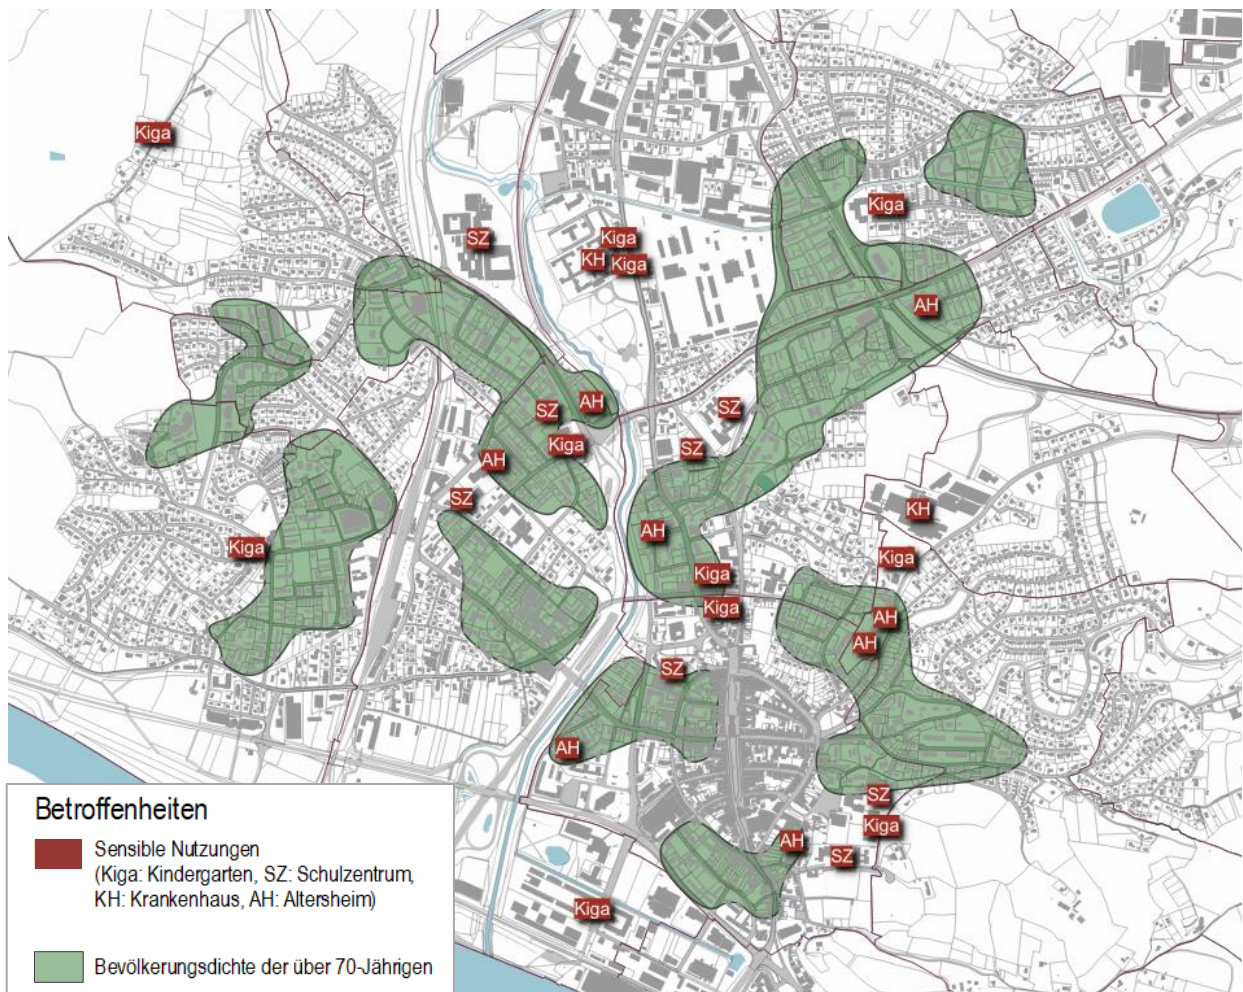 Kiga
Kiga
SZ
Kiga
KH
Kiga
AH
AH
SZ
SZ
Kiga
SZ
AH
SZ
KH
AH
Kiga
Kiga
Kiga
Kiga
AH
AH
SZ
AH
SZ
Kiga
AH
SZ
Kiga
Betroffenheiten
Sensible Nutzungen
(Kiga: Kindergarten, SZ: Schulzentrum,
KH: Krankenhaus, AH: Altersheim)
Bevölkerungsdichte der über 70-Jährigen